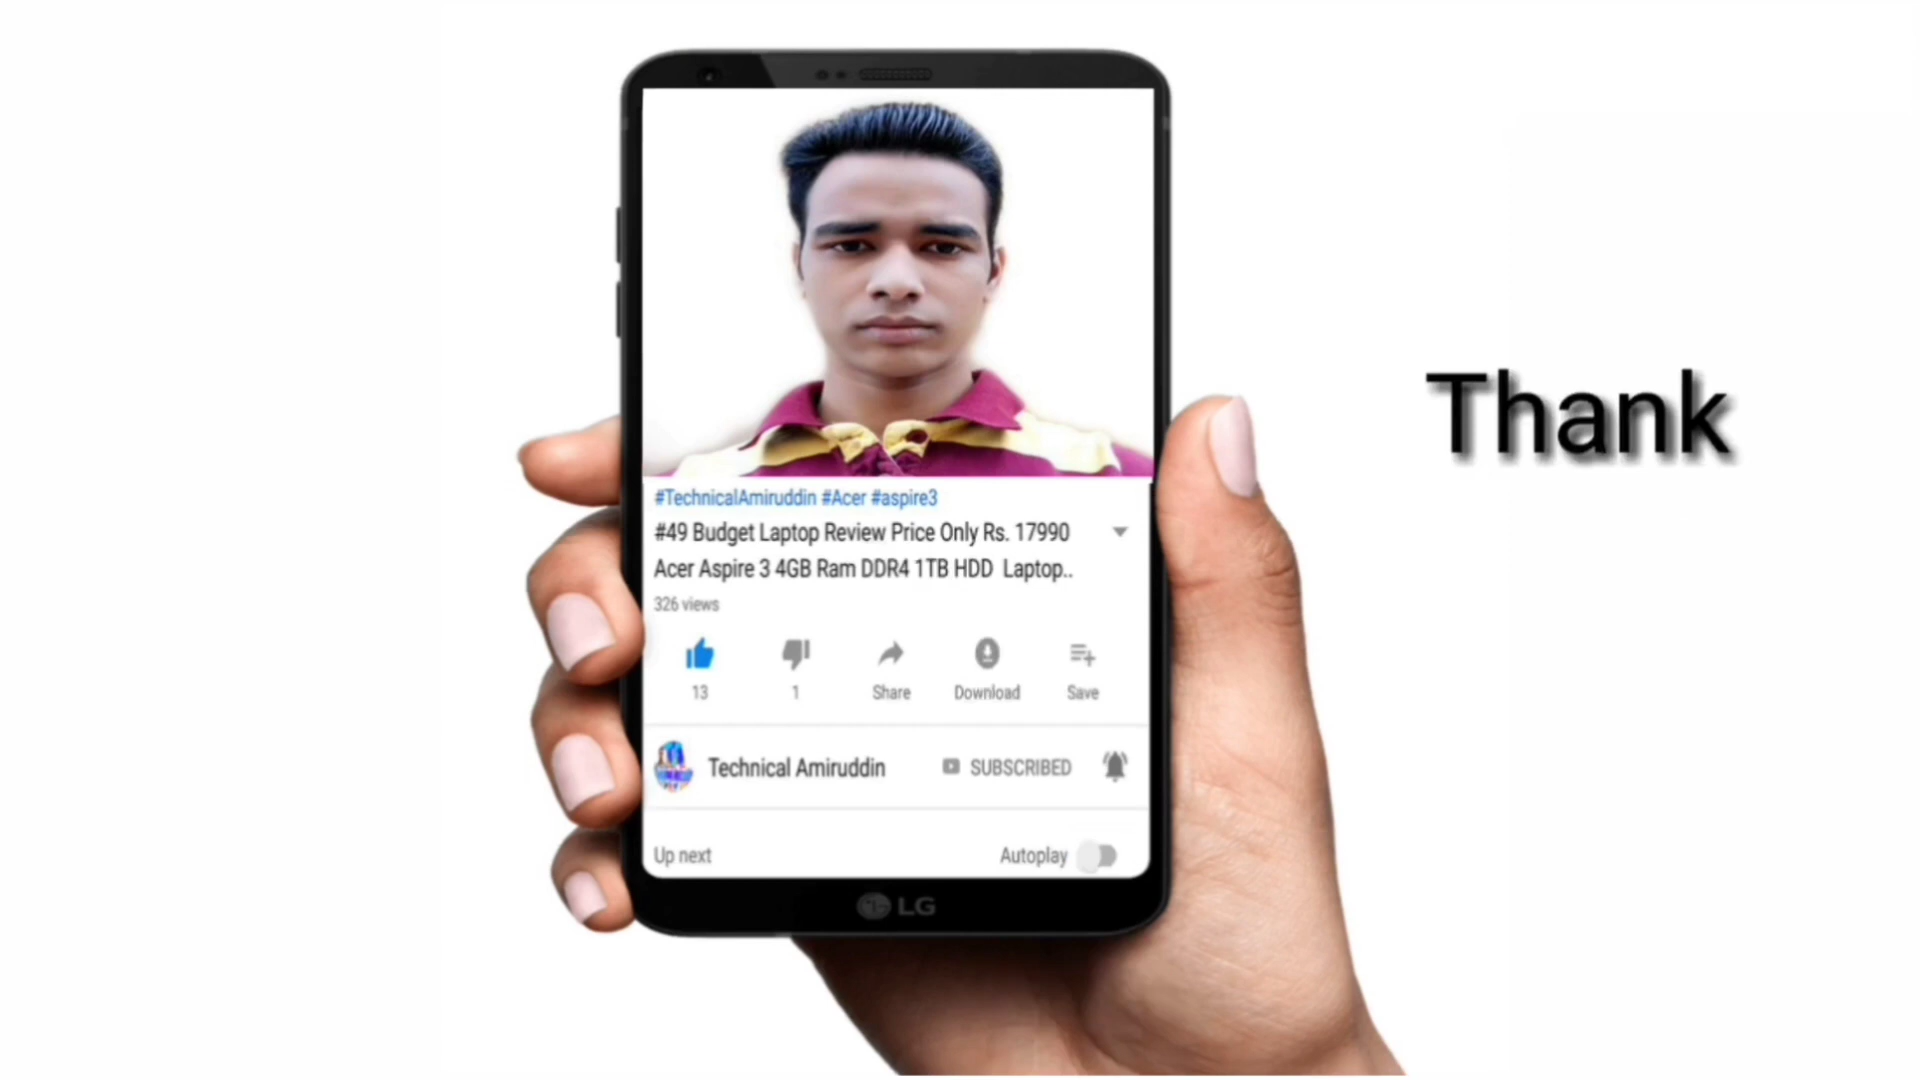 #TechnicalAmiruddin #Acer #aspire3
#49 Budget Laptop Review Price Only Rs. 17990
Acer Aspire 3 4GB Ram DDR4 1TB HDD Laptop..
326 views
13
1
Share
Download
Save
Technical Amiruddin
SUBSCRIBED
Up next
Autoplay
LG
Thank